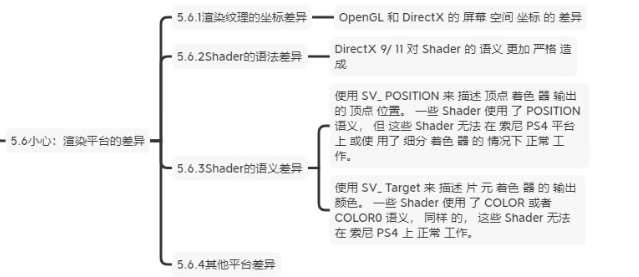 5.6小心：渲染平台的差异
5.6.1渲染纹理的坐标差异
OpenGL 和 DirectX 的 屏幕 空间 坐标 的 差异
5.6.2Shader的语法差异
DirectX 9/ 11 对 Shader 的 语义 更加 严格 造
成
5.6.3Shader的语义差异
使用 SV_ POSITION 来 描述 顶点 着色 器 输出
的 顶点 位置。 一些 Shader 使用 了 POSITION
语义， 但 这些 Shader 无法 在 索尼 PS4 平台
上 或使 用了 细分 着色 器 的 情况下 正常 工
作。
使用 SV_ Target 来 描述 片 元 着色 器 的 输出
颜色。 一些 Shader 使用 了 COLOR 或者
COLOR0 语义， 同样 的， 这些 Shader 无法
在 索尼 PS4 上 正常 工作。
5.6.4其他平台差异